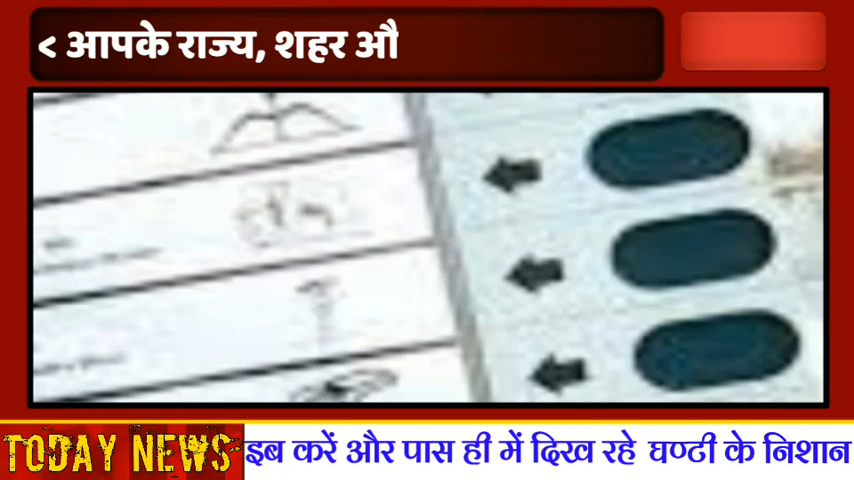 < आपके राज्य, शहर औ
TODAY NEWS
इब करें और पास ही में दिख रहे घण्टी के निशान